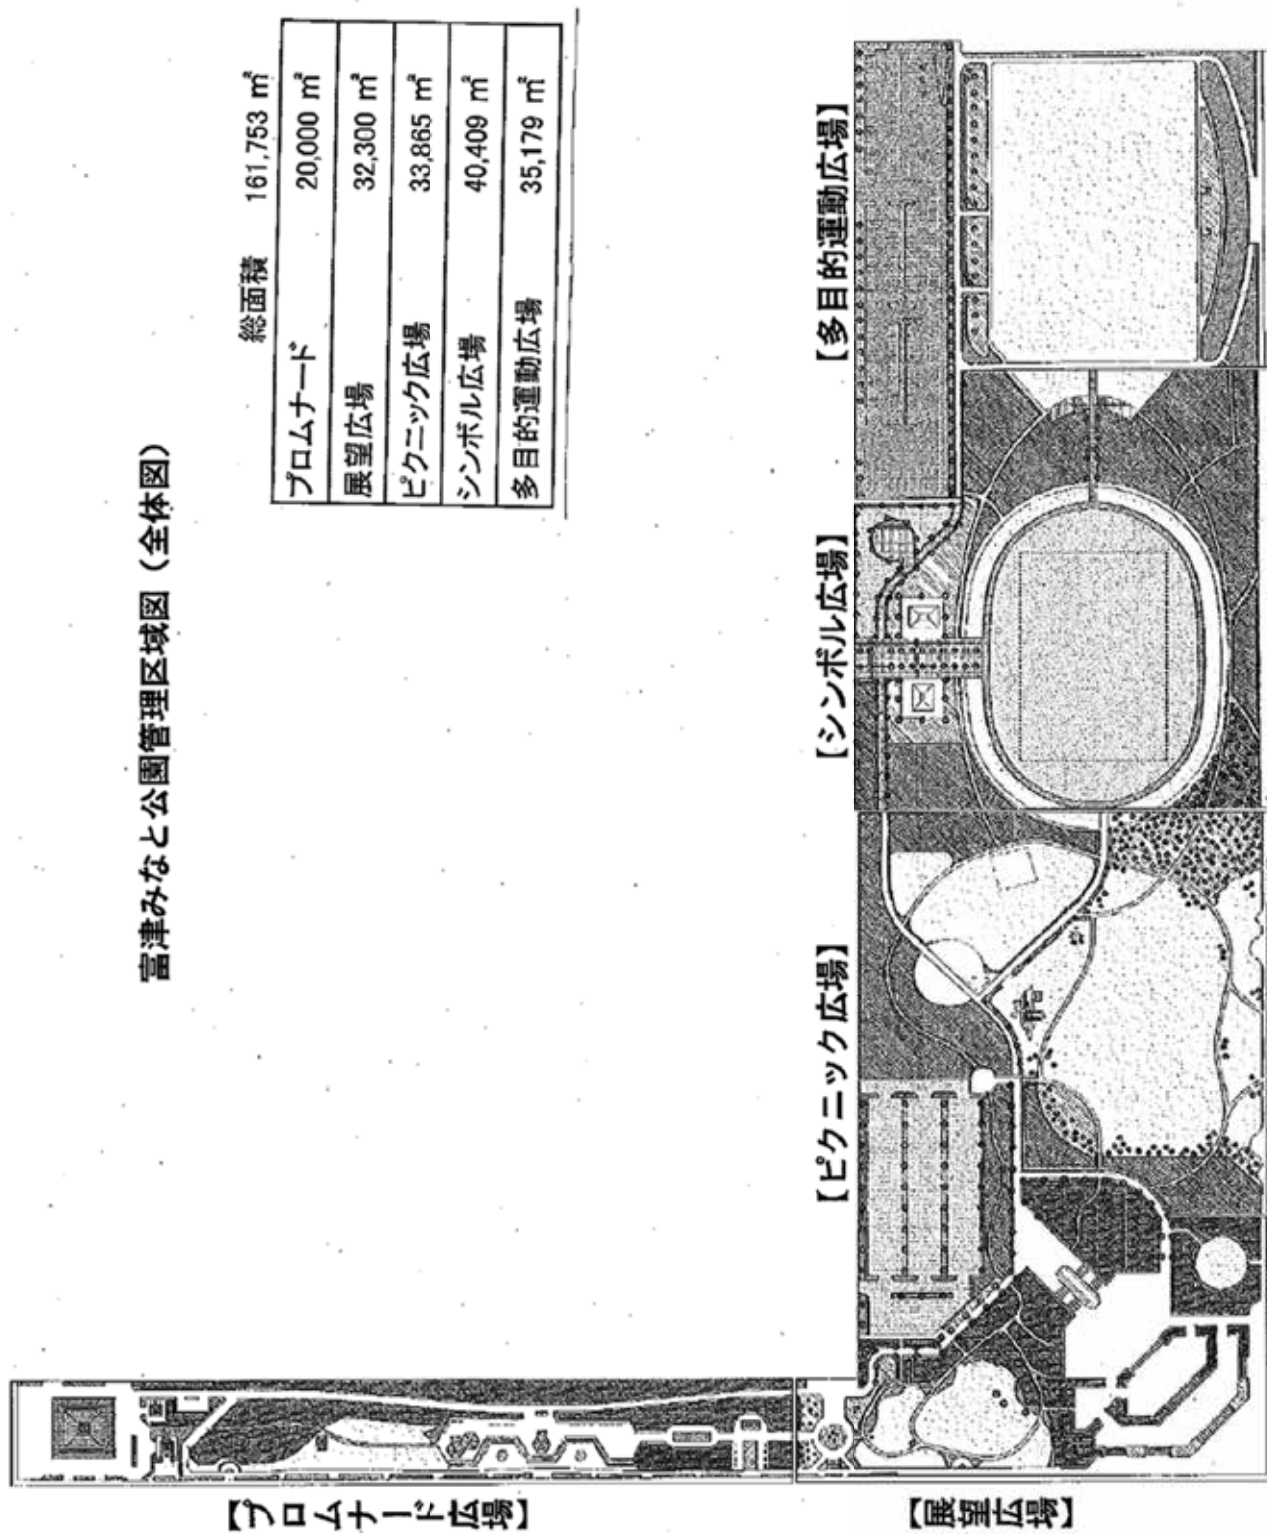 富津みなと公園管理区域図（全体図）
総面積 161,753 ㎡
プロムナード 20,000 ㎡
展望広場 32,300 ㎡
ピクニック広場 33,865 ㎡
シンボル広場 40,409 ㎡
多目的運動広場 35,179 ㎡
【プロムナード広場】
【展望広場】
【ピクニック広場】
【シンボル広場】
【多目的運動広場】